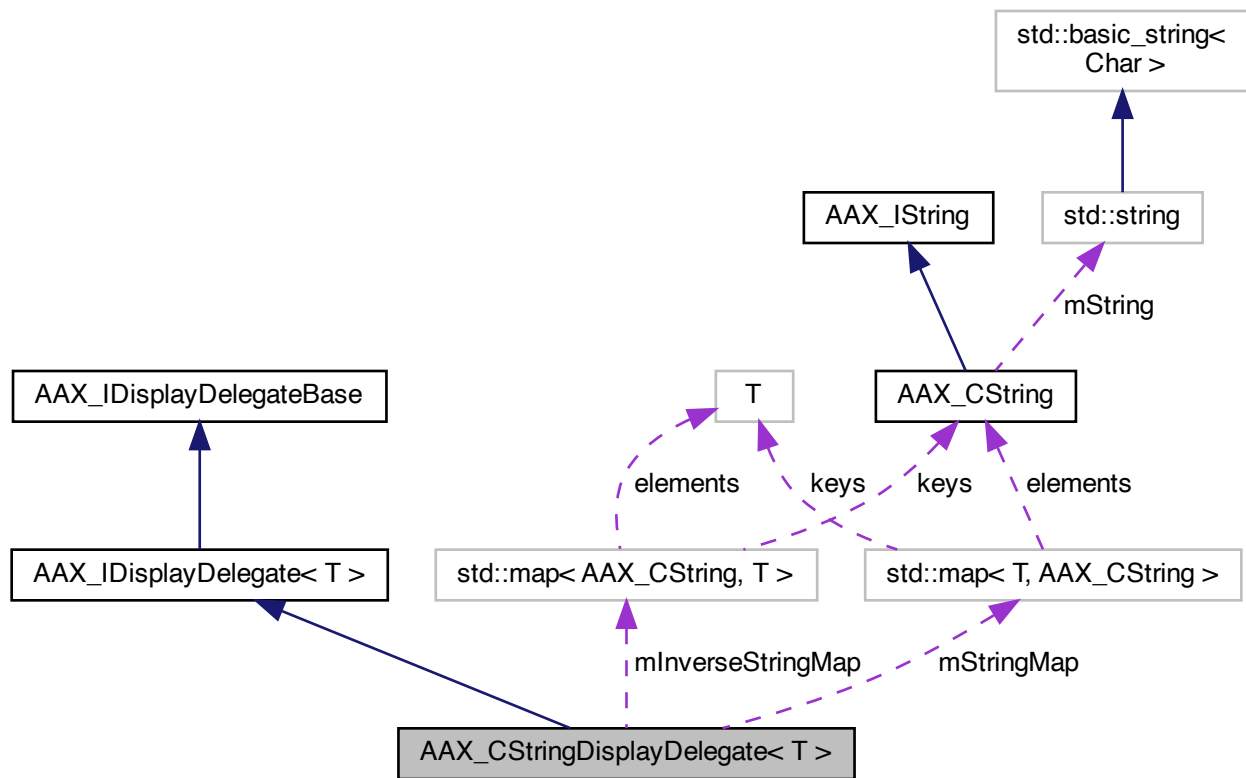 std::basic_string<
Char >
AAX_IString
std::string
mString
AAX_IDisplayDelegateBase
T
AAX_CString
elements
keys
keys
elements
AAX_IDisplayDelegate< T >
std::map< AAX_CString, T >
std::map< T, AAX_CString >
mInverseStringMap
mStringMap
AAX_CStringDisplayDelegate< T >